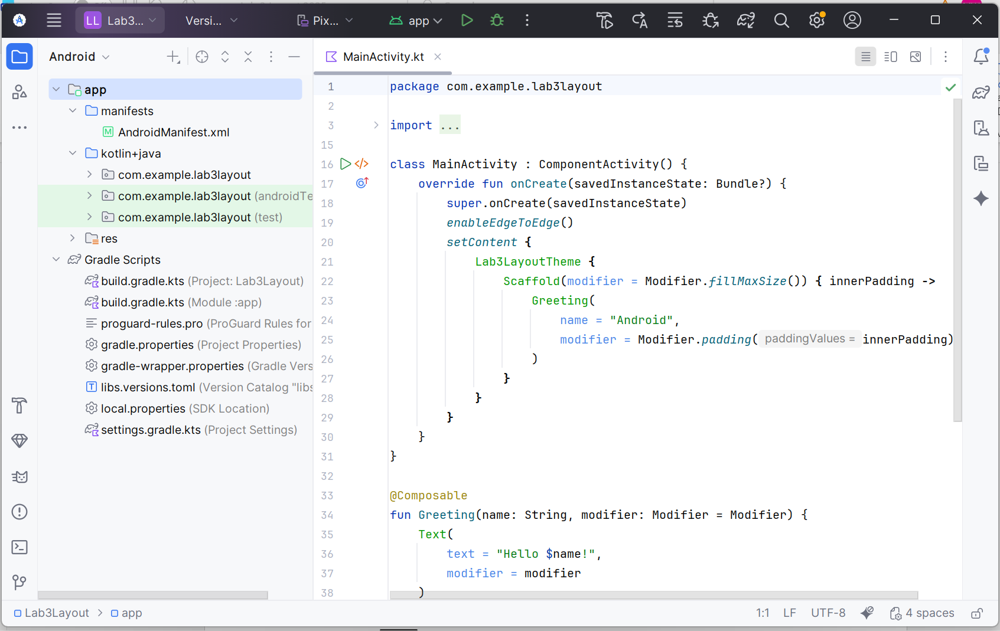 LL Lab3... Versi... Pix... app
Android
MainActivity.kt
app
manifests
AndroidManifest.xml
kotlin+java
com.example.lab3layout
com.example.lab3layout (androidTe
com.example.lab3layout (test)
res
Gradle Scripts
build.gradle.kts (Project: Lab3Layout)
build.gradle.kts (Module :app)
proguard-rules.pro (ProGuard Rules for
gradle.properties (Project Properties)
gradle-wrapper.properties (Gradle Vers
libs.versions.toml (Version Catalog "libs
local.properties (SDK Location)
settings.gradle.kts (Project Settings)
1 package com.example.lab3layout
2
3 import ...
15
16 class MainActivity : ComponentActivity() {
17 override fun onCreate(savedInstanceState: Bundle?) {
18 super.onCreate(savedInstanceState)
19 enableEdgeToEdge()
20 setContent {
21 Lab3LayoutTheme {
22 Scaffold(modifier = Modifier.fillMaxSize()) { innerPadding ->
23 Greeting(
24 name = "Android",
25 modifier = Modifier.padding( paddingValues = innerPadding)
26 )
27 }
28 }
29 }
30 }
31 }
32
33 @Composable
34 fun Greeting(name: String, modifier: Modifier = Modifier) {
35 Text(
36 text = "Hello $name!",
37 modifier = modifier
38 )
Lab3Layout > app
1:1 LF UTF-8 4 spaces